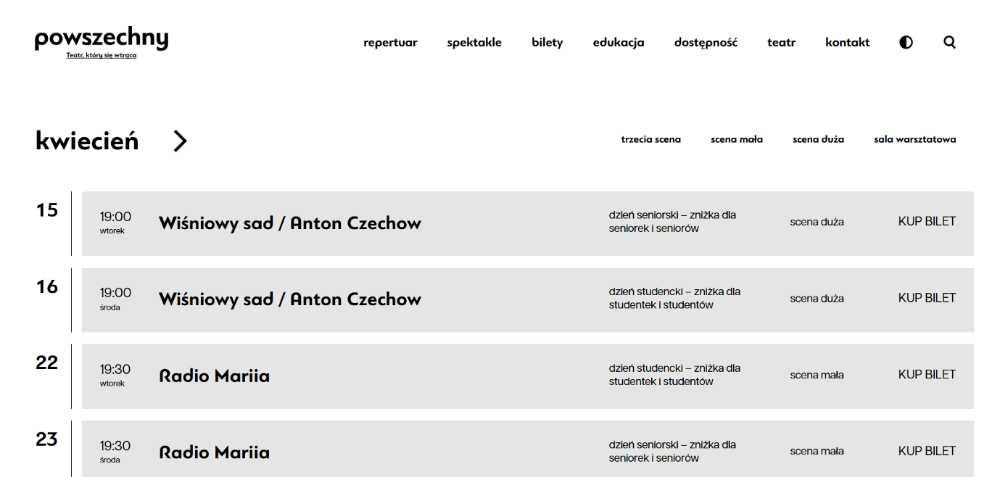 powszechny
Teatr, który się wtrąca
repertuar spektakle bilety edukacja dostępność teatr kontakt
kwiecień
trzecia scena scena mała scena duża sala warsztatowa
15
19:00
wtorek
Wiśniowy sad / Anton Czechow
dzień seniorski – zniżka dla
seniorek i seniorów
scena duża
KUP BILET
16
19:00
środa
Wiśniowy sad / Anton Czechow
dzień studencki – zniżka dla
studentek i studentów
scena duża
KUP BILET
22
19:30
wtorek
Radio Mariia
dzień studencki – zniżka dla
studentek i studentów
scena mała
KUP BILET
23
19:30
środa
Radio Mariia
dzień seniorski – zniżka dla
seniorek i seniorów
scena mała
KUP BILET